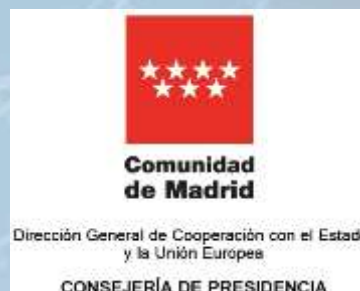 Comunidad
de Madrid
Dirección General de Cooperación con el Estad
y la Unión Europea
CONSEJERÍA DE PRESIDENCIA